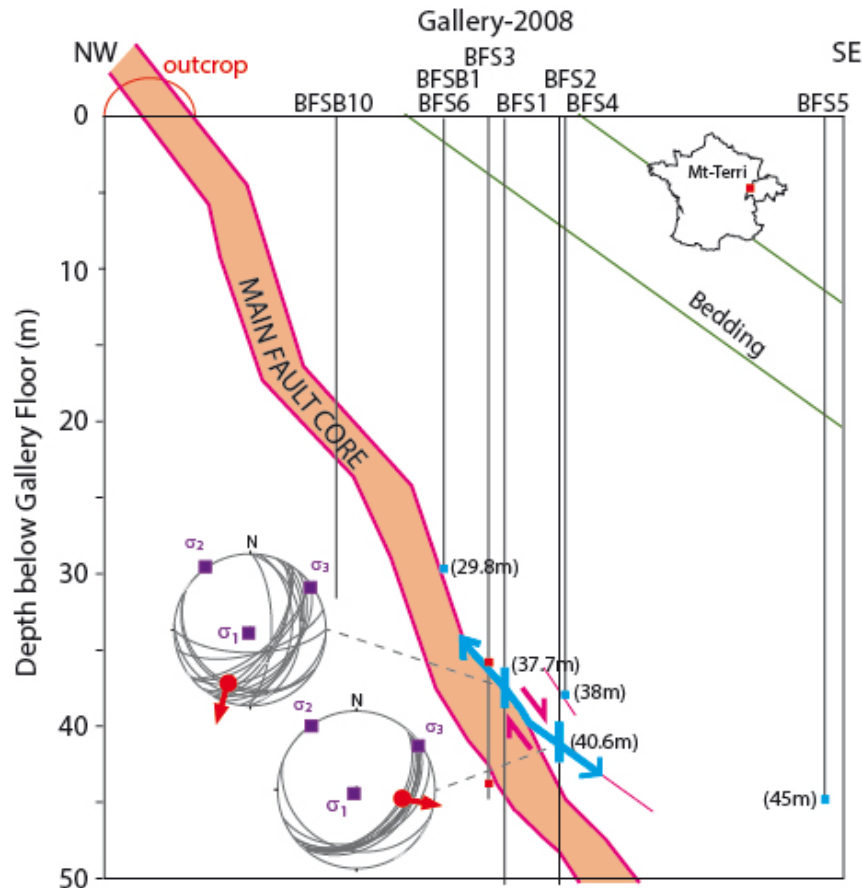 Gallery-2008
NW
SE
BFS3
outcrop
BFSB1
BFS2
BFSB10
BFS6
BFS1
BFS4
BFS5
0
Mt-Terri
10
MAIN FAULT CORE
Bedding
Depth below Gallery Floor (m)
20
σ2
N
σ3
30
(29.8m)
σ1
(37.7m)
(38m)
N
σ2
σ3
40
(40.6m)
σ1
(45m)
50